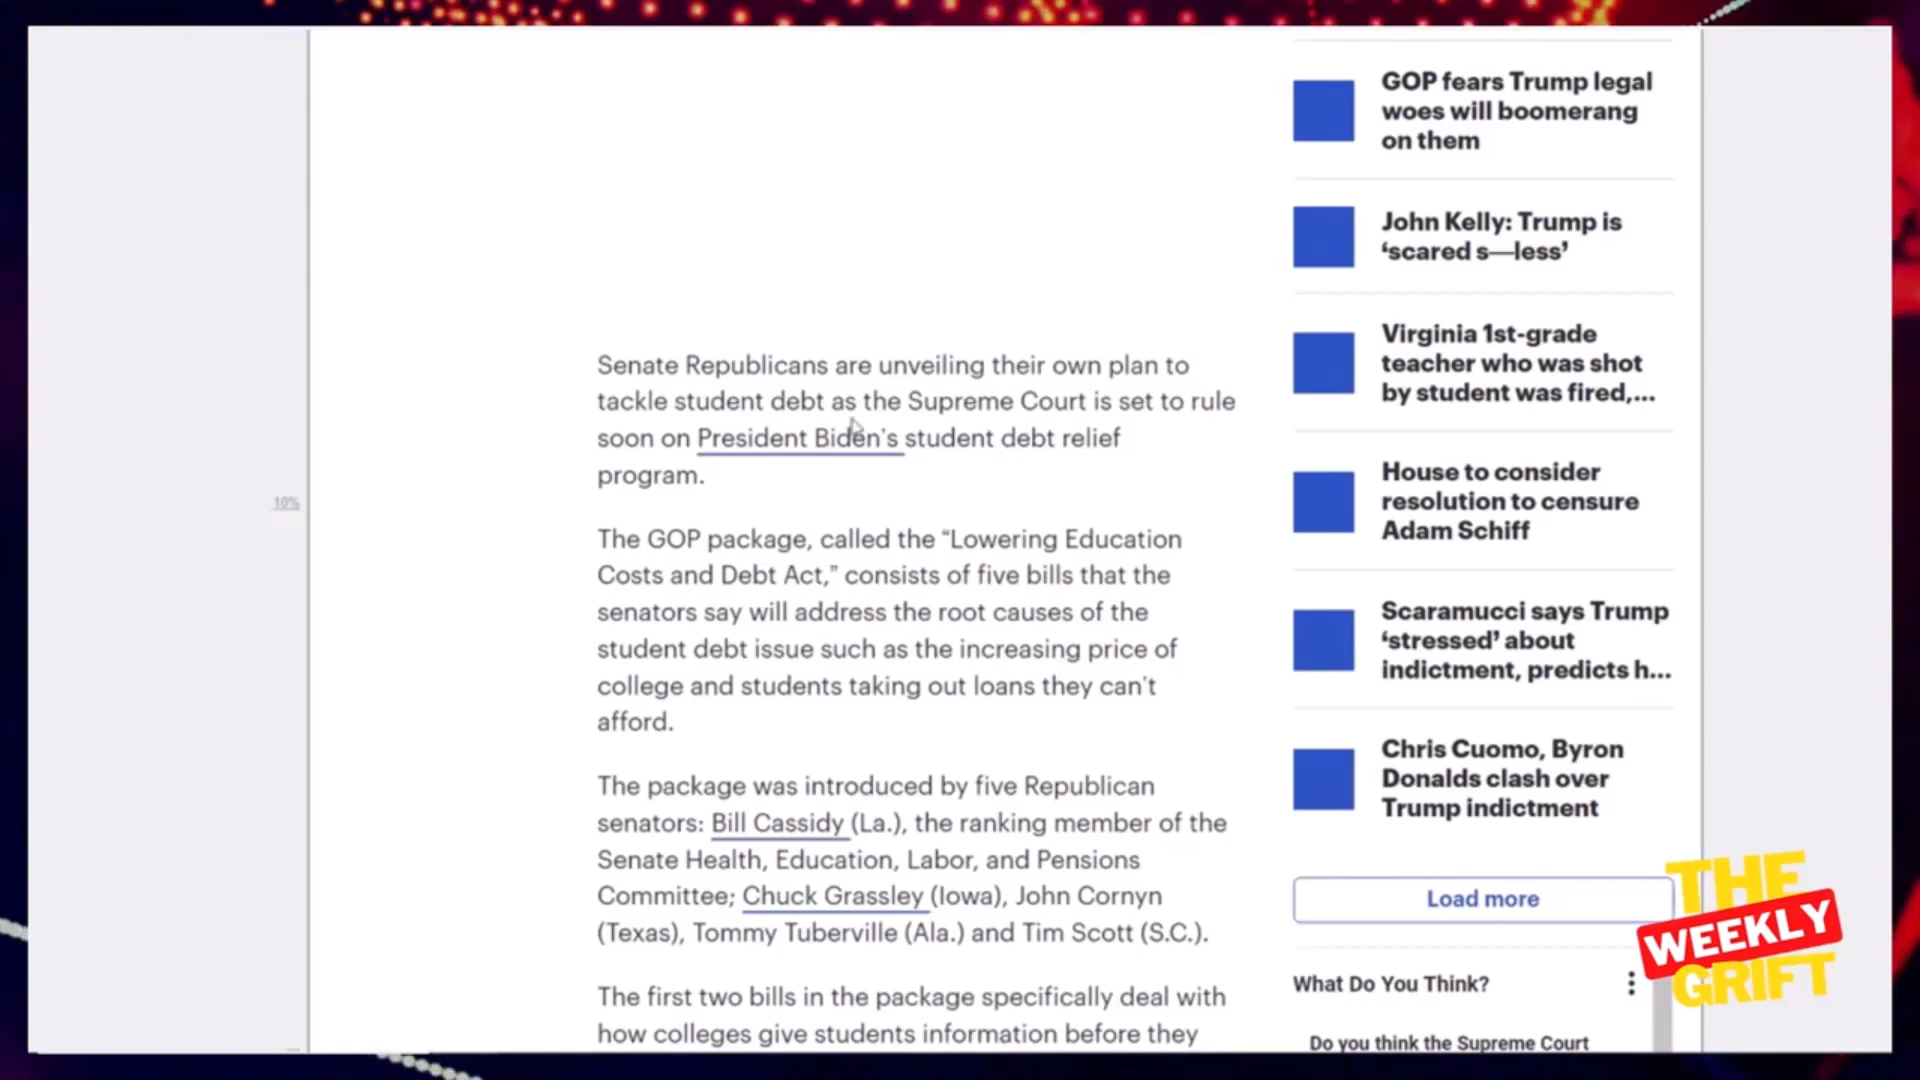 10%
Senate Republicans are unveiling their own plan to
tackle student debt as the Supreme Court is set to rule
soon on President Biden's student debt relief
program.
The GOP package, called the “Lowering Education
Costs and Debt Act,” consists of five bills that the
senators say will address the root causes of the
student debt issue such as the increasing price of
college and students taking out loans they can't
afford.
The package was introduced by five Republican
senators: Bill Cassidy (La.), the ranking member of the
Senate Health, Education, Labor, and Pensions
Committee; Chuck Grassley (Iowa), John Cornyn
(Texas), Tommy Tuberville (Ala.) and Tim Scott (S.C.).
The first two bills in the package specifically deal with
how colleges give students information before they
GOP fears Trump legal
woes will boomerang
on them
John Kelly: Trump is
‘scared s—less’
Virginia 1st-grade
teacher who was shot
by student was fired,...
House to consider
resolution to censure
Adam Schiff
Scaramucci says Trump
‘stressed’ about
indictment, predicts h...
Chris Cuomo, Byron
Donalds clash over
Trump indictment
Load more
What Do You Think?
Do you think the Supreme Court
THE
WEEKLY
GRIFT